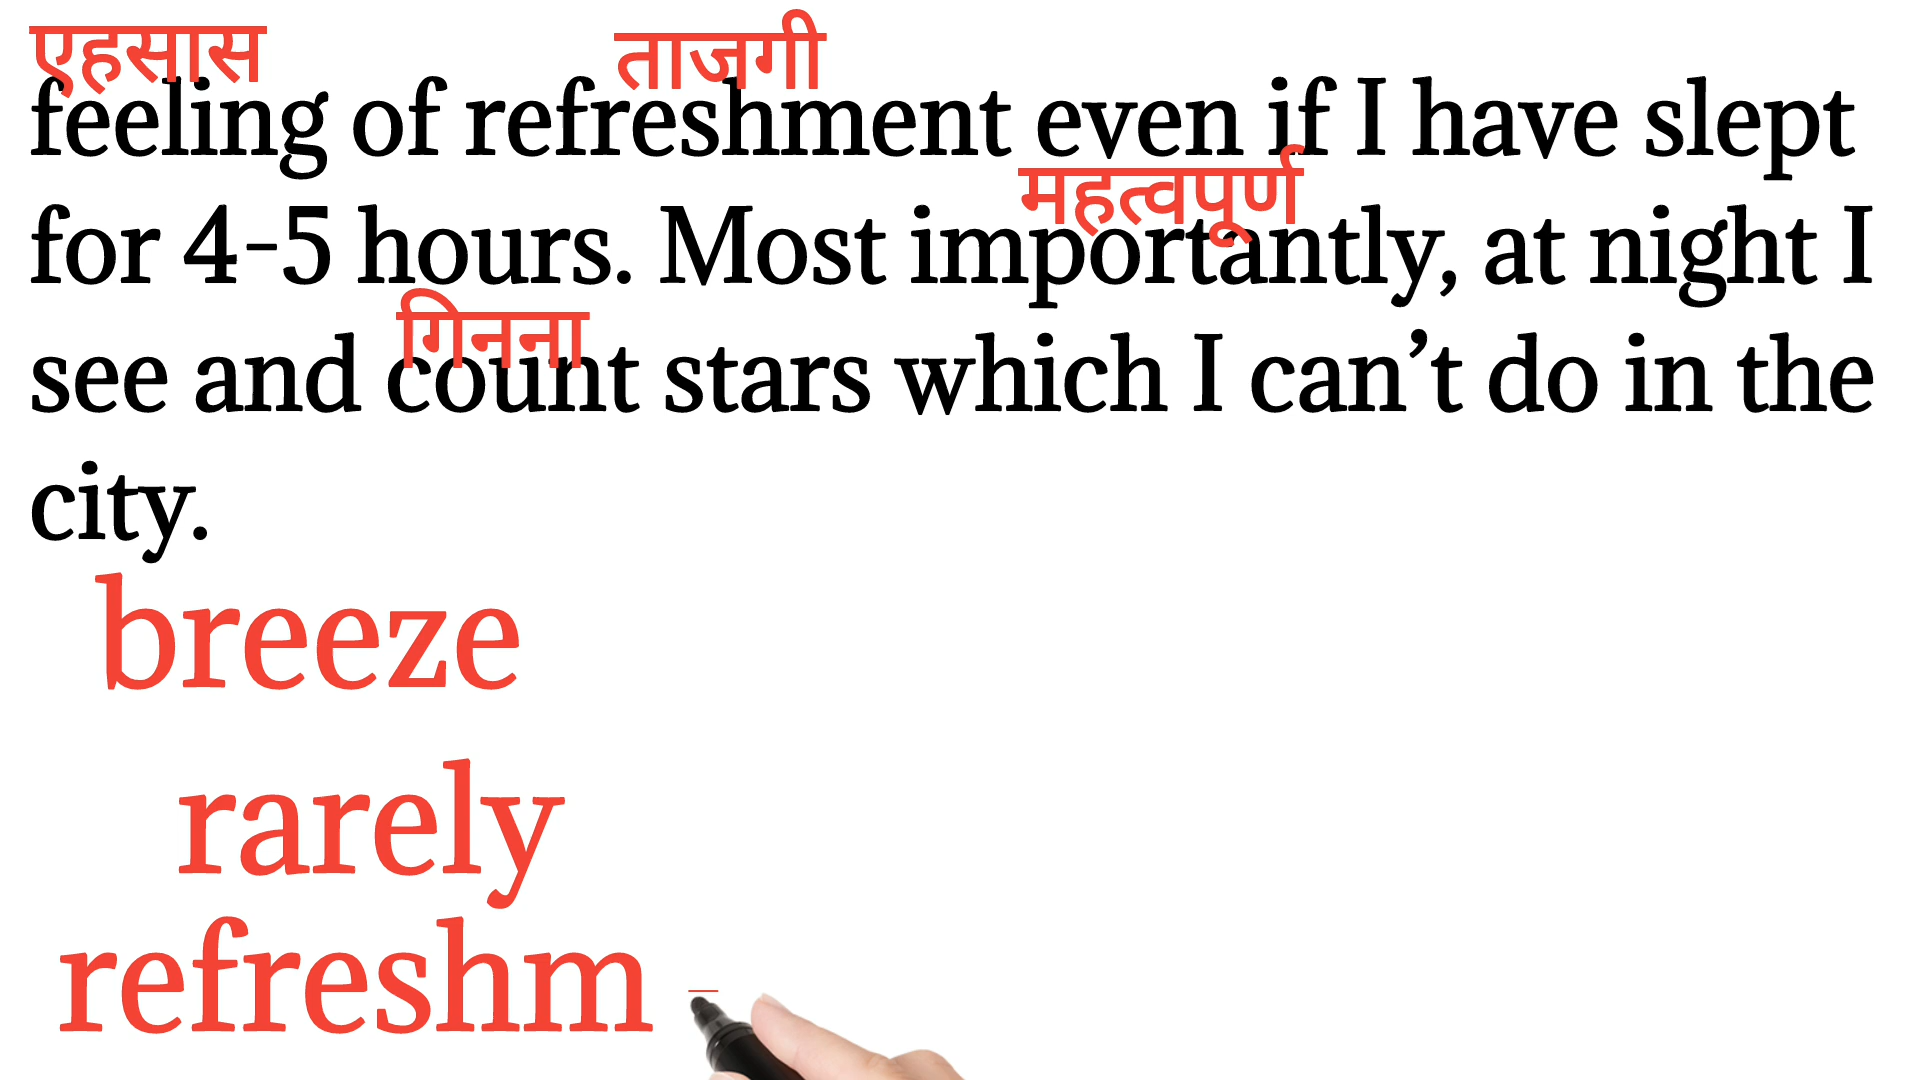 एहसास ताजगी
feeling of refreshment even if I have slept
महत्वपूर्ण
for 4-5 hours. Most importantly, at night I
गिनना
see and count stars which I can’t do in the
city.
breeze
rarely
refreshm